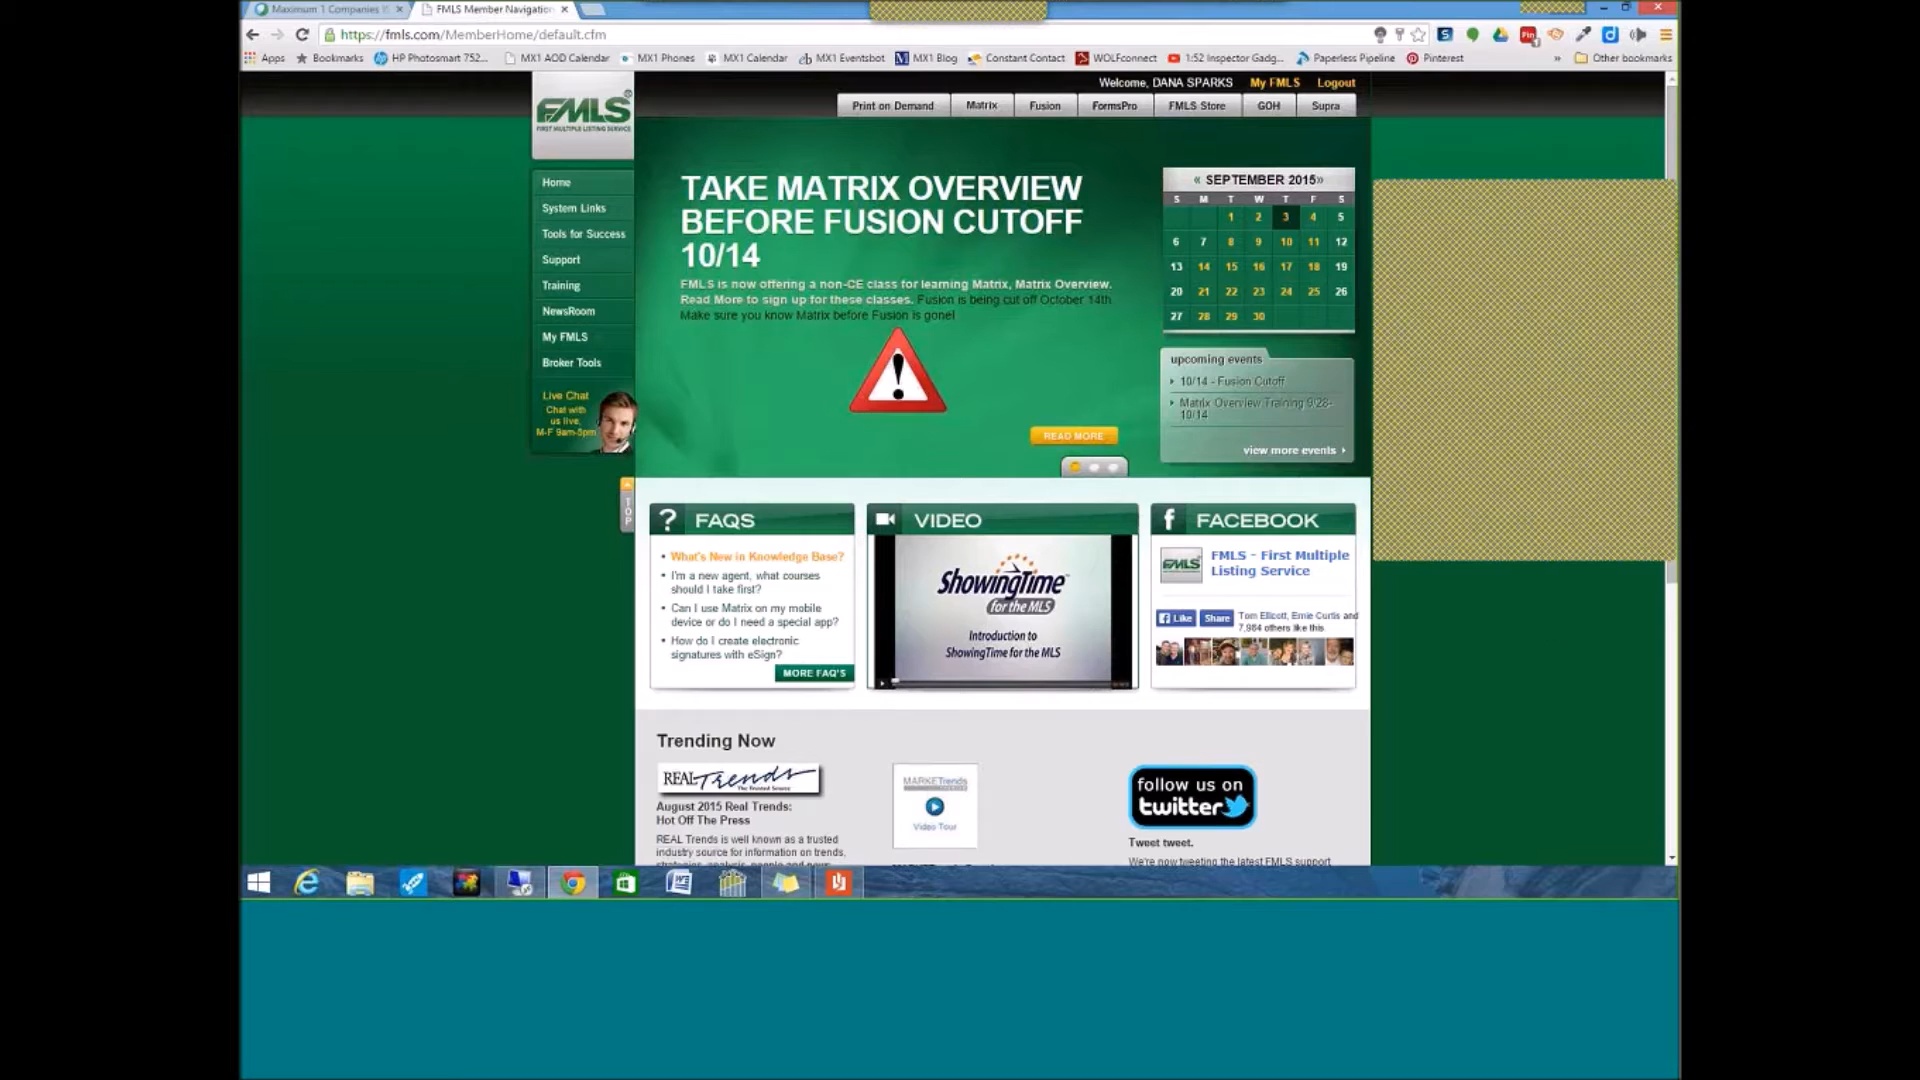 Maximum 1 Companies
FMLS Member Navigation
https://fmls.com/MemberHome/default.cfm
Apps
Bookmarks
HP Photosmart 752...
MX1 AOD Calendar
MX1 Phones
MX1 Calendar
MX1 Eventsbot
MX1 Blog
Constant Contact
WOLFconnect
1:52 Inspector Gadg...
Paperless Pipeline
Pinterest
»
Other bookmarks
FMLS®
FIRST MULTIPLE LISTING SERVICE
Welcome, DANA SPARKS
My FMLS
Logout
Print on Demand
Matrix
Fusion
FormsPro
FMLS Store
GOH
Supra
Home
System Links
Tools for Success
Support
Training
NewsRoom
My FMLS
Broker Tools
Live Chat
Chat with
us live,
M-F 9am-5pm
TOP
TAKE MATRIX OVERVIEW
BEFORE FUSION CUTOFF
10/14
FMLS is now offering a non-CE class for learning Matrix, Matrix Overview.
Read More to sign up for these classes. Fusion is being cut off October 14th
Make sure you know Matrix before Fusion is gone!
READ MORE
« SEPTEMBER 2015»
S M T W T F S
1 2 3 4 5
6 7 8 9 10 11 12
13 14 15 16 17 18 19
20 21 22 23 24 25 26
27 28 29 30
upcoming events
10/14 - Fusion Cutoff
Matrix Overview Training 9/28-
10/14
view more events
? FAQS
• What's New in Knowledge Base?
• I'm a new agent, what courses
should I take first?
• Can I use Matrix on my mobile
device or do I need a special app?
• How do I create electronic
signatures with eSign?
MORE FAQ'S
VIDEO
ShowingTime™
for the MLS
Introduction to
ShowingTime for the MLS
f FACEBOOK
FMLS
FMLS - First Multiple
Listing Service
Like
Share
Tom Ellicott, Ernie Curtis and
7,984 others like this
Trending Now
REAL Trends
The Trusted Source
August 2015 Real Trends:
Hot Off The Press
REAL Trends is well known as a trusted
industry source for information on trends,
MARKETrends
Video Tour
follow us on
twitter
Tweet tweet.
We're now tweeting the latest FMLS support